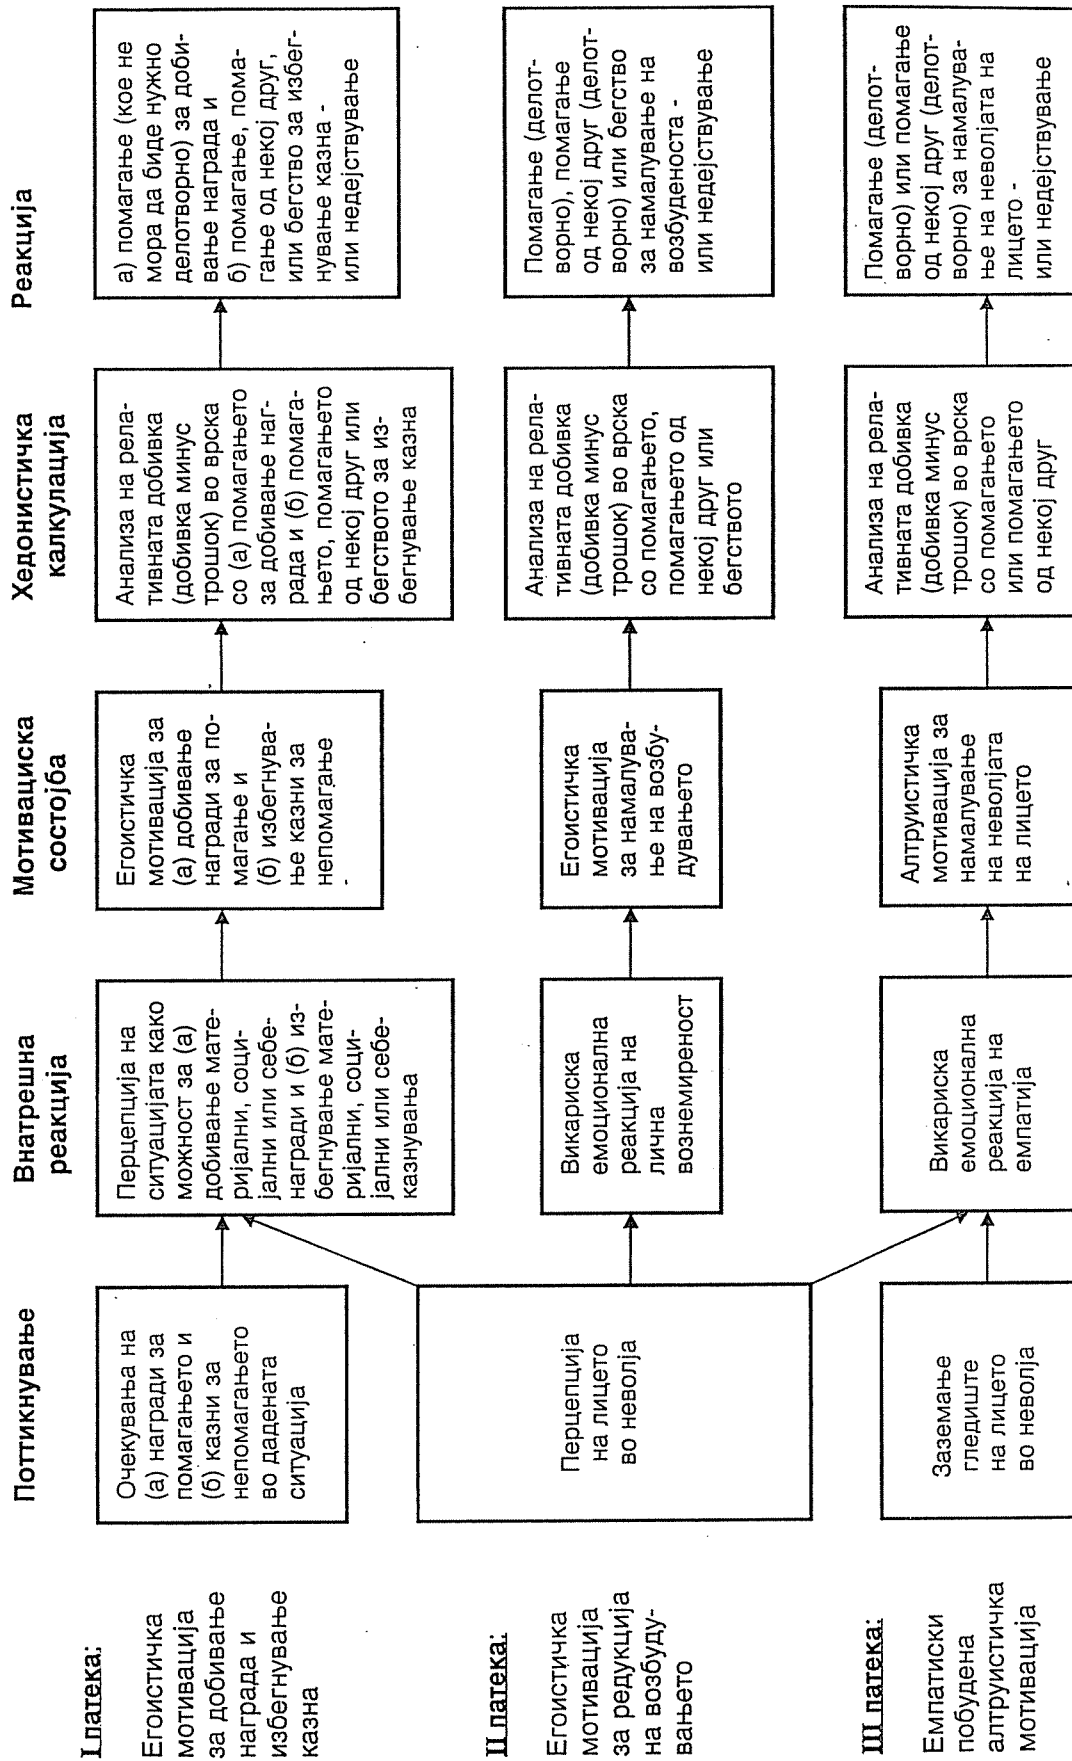 Поттикнување
Внатрешна
реакција
Мотивациска
состојба
Хедонистичка
калкулација
Реакција
I патека:
Егоистичка
мотивација
за добивање
награда и
избегнување
казна
Очекувања на
(а) награди за
помагањето и
(б) казни за
непомагањето
во дадената
ситуација
Перцепција на
ситуацијата како
можност за (а)
добивање мате-
ријални, соци-
јални или себе-
награди и (б) из-
бегнување мате-
ријални, соци-
јални или себе-
казнувања
Егоистичка
мотивација за
(а) добивање
награди за по-
магање и
(б) избегнува-
ње казни за
непомагање
Анализа на рела-
тивната добивка
(добивка минус
трошок) во врска
со (а) помагањето
за добивање наг-
рада и (б) помага-
њето, помагањето
од некој друг или
бегството за из-
бегнување казна
а) помагање (кое не
мора да биде нужно
делотворно) за доби-
вање награда и
б) помагање, пома-
гање од некој друг,
или бегство за избег-
нување казна -
или недејствување
II патека:
Егоистичка
мотивација
за редукција
на возбуду-
вањето
Перцепција
на лицето
во неволја
Викариска
емоционална
реакција на
лична
вознемиреност
Егоистичка
мотивација
за намалува-
ње на возбу-
дувањето
Анализа на рела-
тивната добивка
(добивка минус
трошок) во врска
со помагањето,
помагањето од
некој друг или
бегството
Помагање (делот-
ворно), помагање
од некој друг (делот-
ворно) или бегство
за намалување на
возбуденоста -
или недејствување
III патека:
Емпатиски
побудена
алтруистичка
мотивација
Заземање
гледиште
на лицето
во неволја
Викариска
емоционална
реакција на
емпатија
Алтруистичка
мотивација за
намалување
на неволјата
на лицето
Анализа на рела-
тивната добивка
(добивка минус
трошок) во врска
со помагањето
или помагањето
од некој друг
Помагање (делот-
ворно) или помагање
од некој друг (делот-
ворно) за намалува-
ње на неволјата на
лицето -
или недејствување